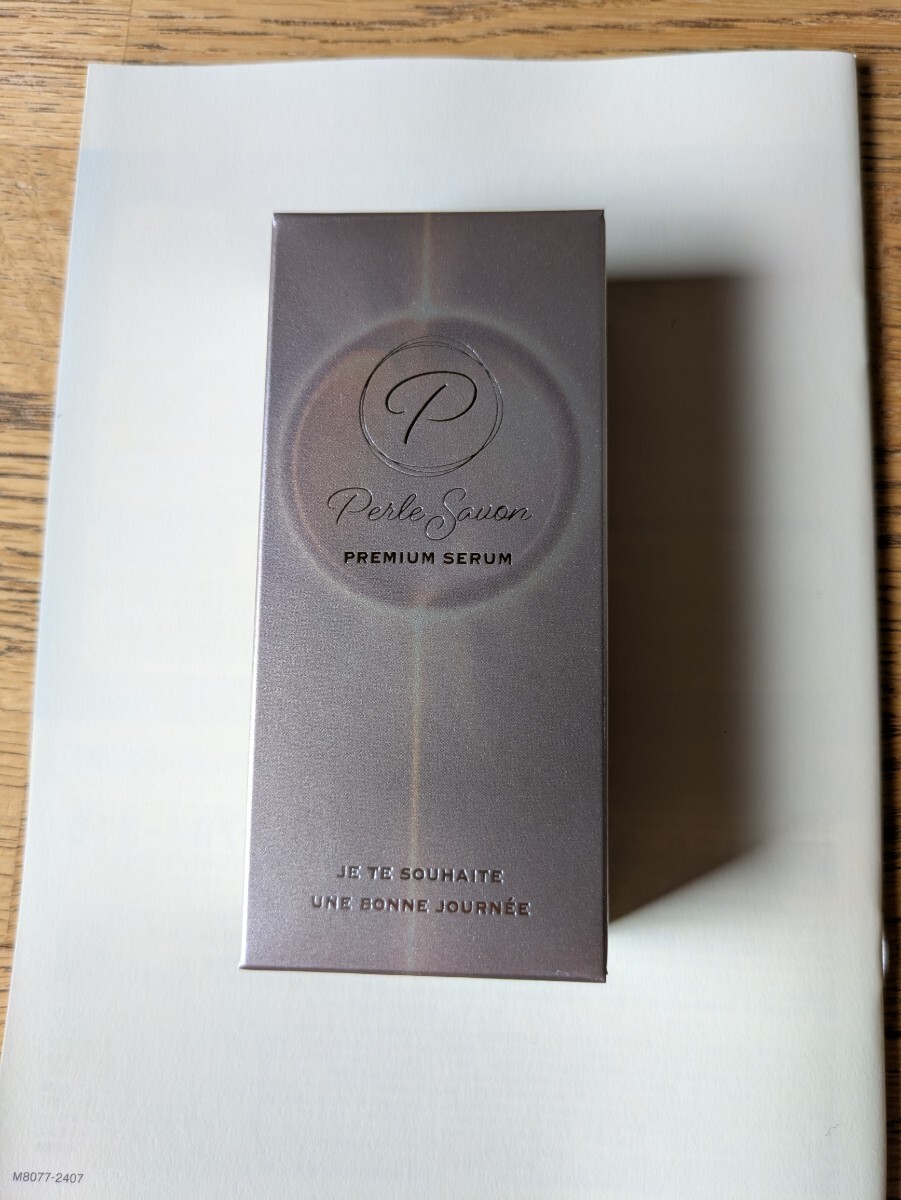 P
Perle Savon
PREMIUM SERUM
JE TE SOUHAITE
UNE BONNE JOURNÉE
M8077-2407